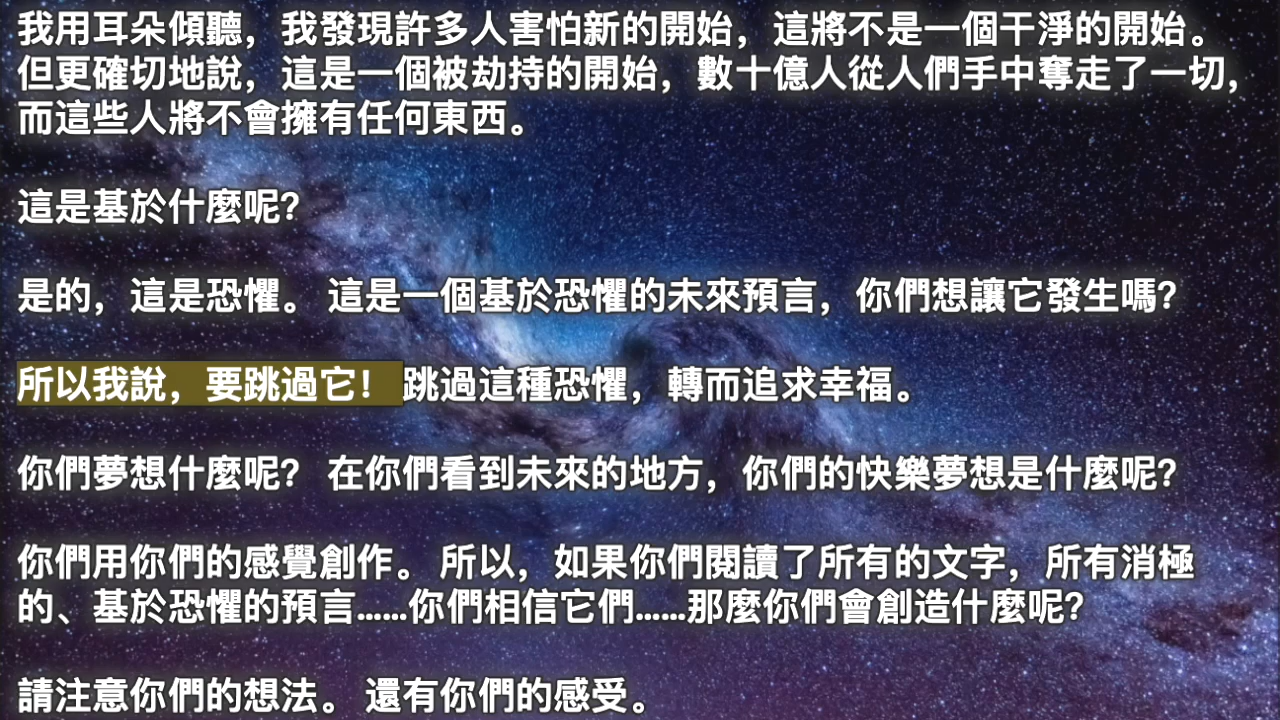 我用耳朵傾聽，我發現許多人害怕新的開始，這將不是一個干淨的開始。
但更確切地說，這是一個被劫持的開始，數十億人從人們手中奪走了一切，
而這些人將不會擁有任何東西。
這是基於什麼呢？
是的，這是恐懼。 這是一個基於恐懼的未來預言，你們想讓它發生嗎？
所以我說，要跳過它！ 跳過這種恐懼，轉而追求幸福。
你們夢想什麼呢？ 在你們看到未來的地方，你們的快樂夢想是什麼呢？
你們用你們的感覺創作。 所以，如果你們閱讀了所有的文字，所有消極
的、基於恐懼的預言……你們相信它們……那麼你們會創造什麼呢？
請注意你們的想法。 還有你們的感受。